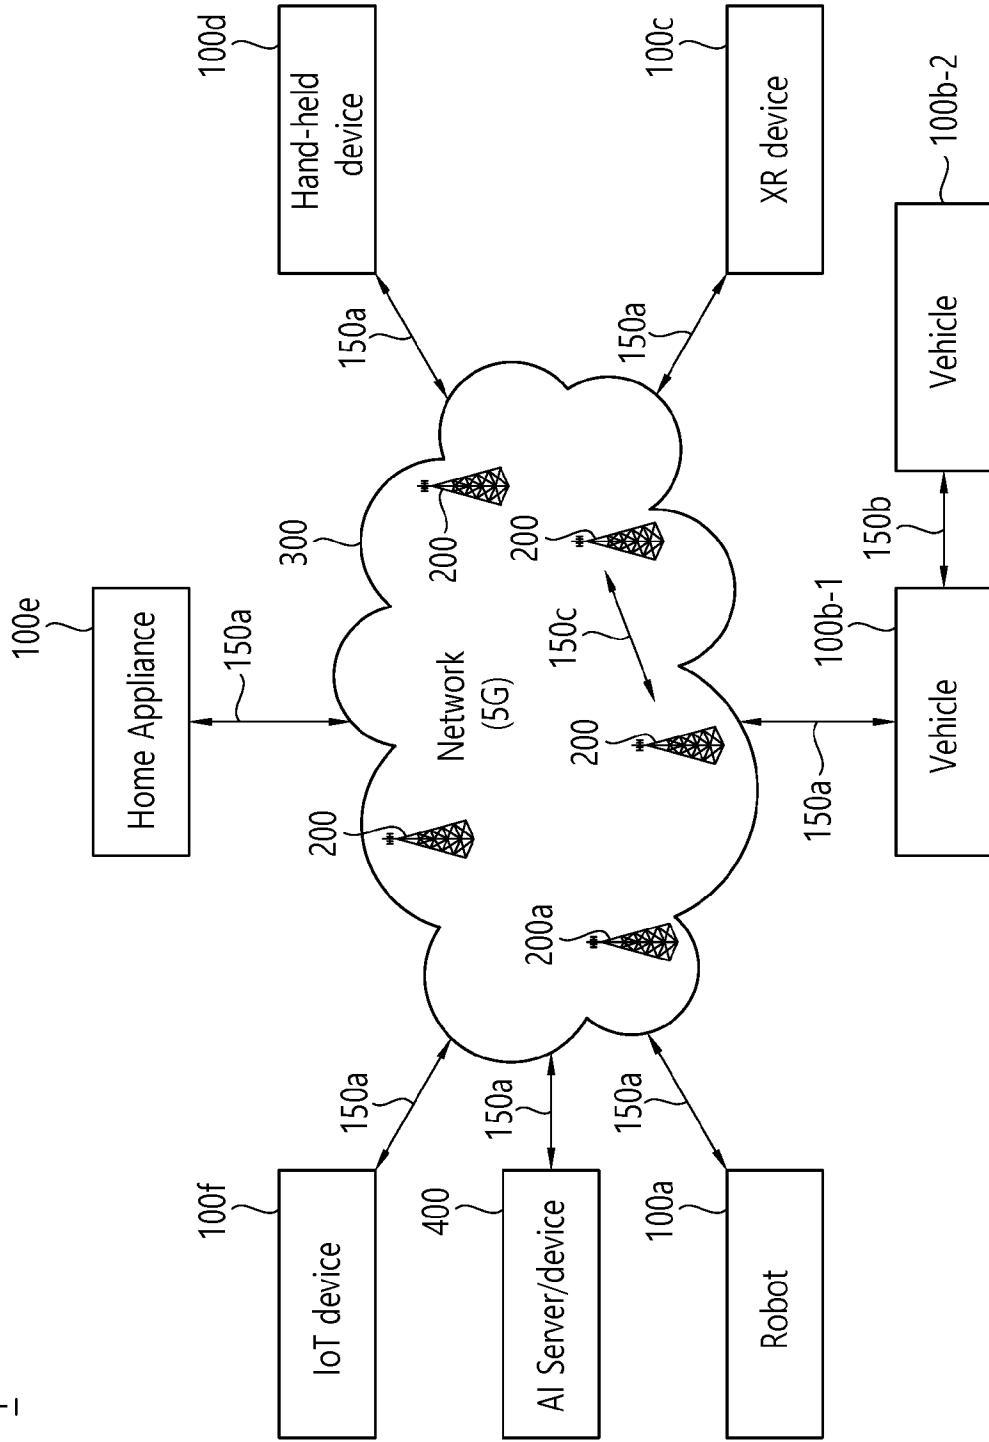 100e
Home Appliance
100f
150a
100d
IoT device
Hand-held
device
300
200
150a
150a
400
Network
(5G)
200
150a
200
200a
AI Server/device
150c
200
150a
150a
100a
100c
Robot
XR device
150a
100b-1
150b
100b-2
Vehicle
Vehicle